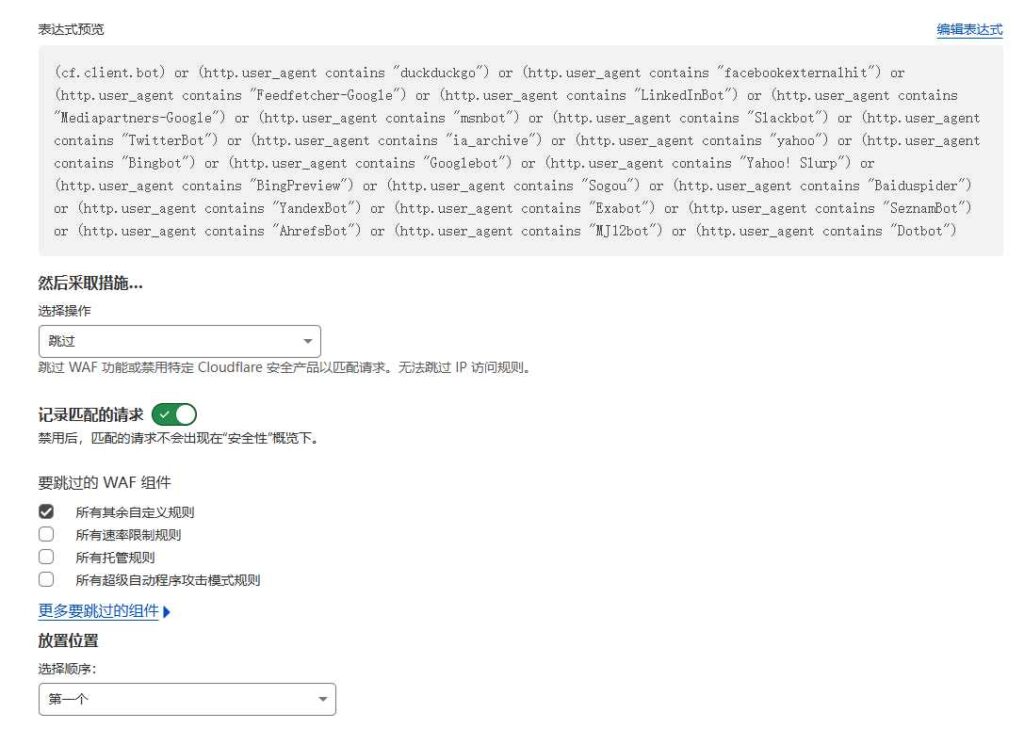 表达式预览
编辑表达式
(cf.client.bot) or (http.user_agent contains "duckduckgo") or (http.user_agent contains "facebookexternalhit") or
(http.user_agent contains "Feedfetcher-Google") or (http.user_agent contains "LinkedInBot") or (http.user_agent contains
"Mediapartners-Google") or (http.user_agent contains "msnbot") or (http.user_agent contains "Slackbot") or (http.user_agent
contains "TwitterBot") or (http.user_agent contains "ia_archive") or (http.user_agent contains "yahoo") or (http.user_agent
contains "Bingbot") or (http.user_agent contains "Googlebot") or (http.user_agent contains "Yahoo! Slurp") or
(http.user_agent contains "BingPreview") or (http.user_agent contains "Sogou") or (http.user_agent contains "Baiduspider")
or (http.user_agent contains "YandexBot") or (http.user_agent contains "Exabot") or (http.user_agent contains "SeznamBot")
or (http.user_agent contains "AhrefsBot") or (http.user_agent contains "MJ12bot") or (http.user_agent contains "Dotbot")
然后采取措施...
选择操作
跳过
跳过 WAF 功能或禁用特定 Cloudflare 安全产品以匹配请求。无法跳过 IP 访问规则。
记录匹配的请求
禁用后，匹配的请求不会出现在“安全性”概览下。
要跳过的 WAF 组件
所有其余自定义规则
所有速率限制规则
所有托管规则
所有超级自动程序攻击模式规则
更多要跳过的组件
放置位置
选择顺序:
第一个